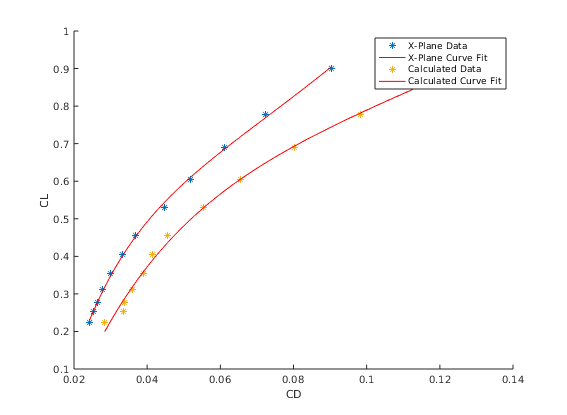 X-Plane Data
X-Plane Curve Fit
Calculated Data
Calculated Curve Fit
1
0.9
0.8
0.7
0.6
0.5
0.4
0.3
0.2
0.1
CL
0.02 0.04 0.06 0.08 0.1 0.12 0.14
CD